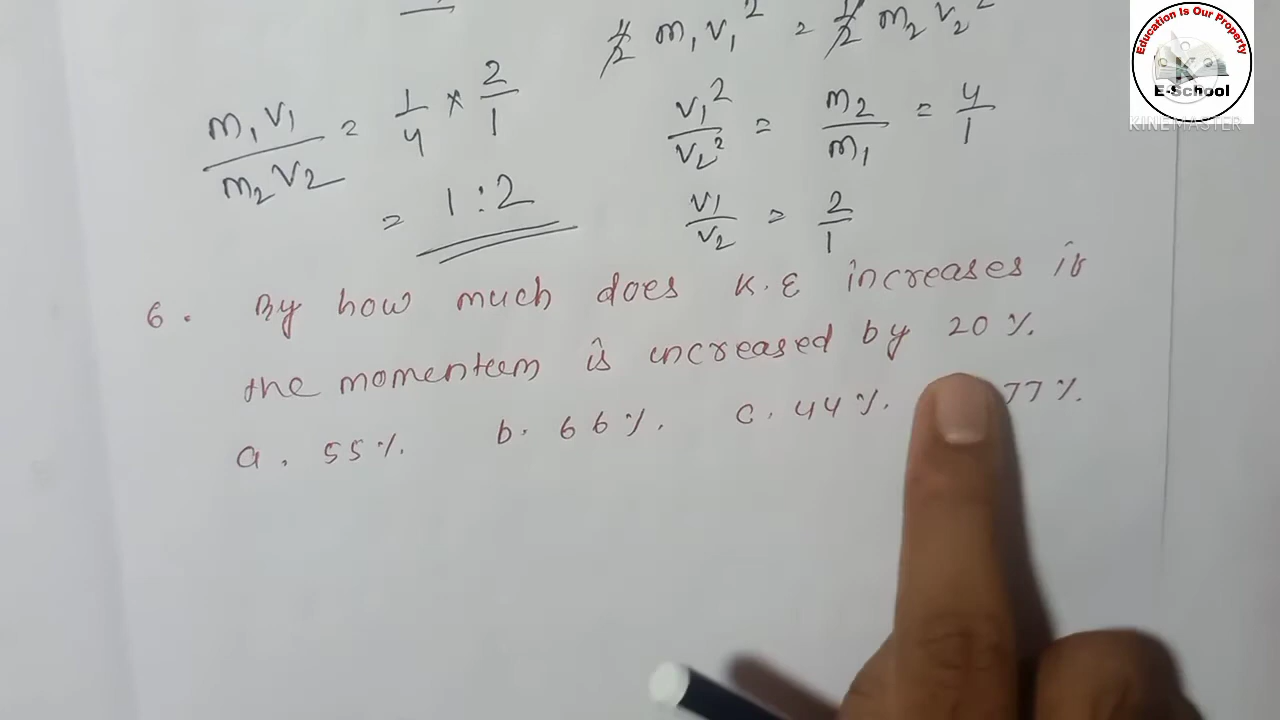 ½ m₁v₁² = ½ m₂v₂²
m₁v₁/m₂v₂ = 1/4 × 2/1
= 1:2
v₁²/v₂² = m₂/m₁ = 4/1
v₁/v₂ = 2/1
6. By how much does K.E increases if
the momentum is increased by 20%.
a. 55% b. 66%. c. 44%. 77%.
Education Is Our Property
K
E-School
KINEMASTER